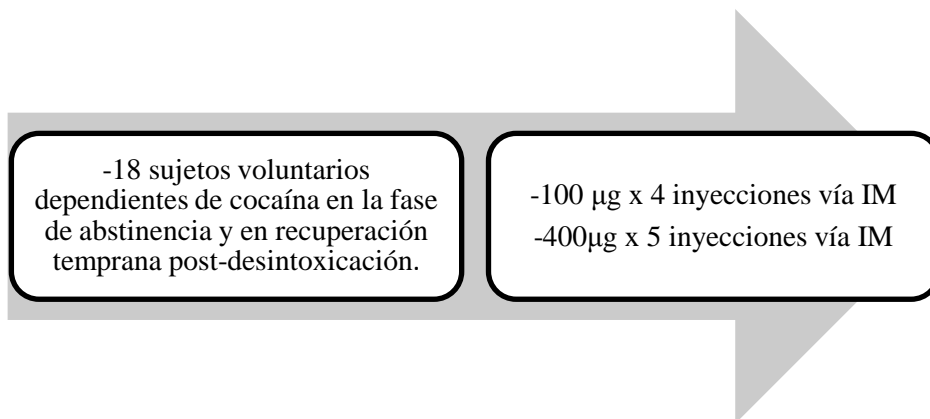 -18 sujetos voluntarios
dependientes de cocaína en la fase
de abstinencia y en recuperación
temprana post-desintoxicación.
-100 μg x 4 inyecciones vía IM
-400μg x 5 inyecciones vía IM